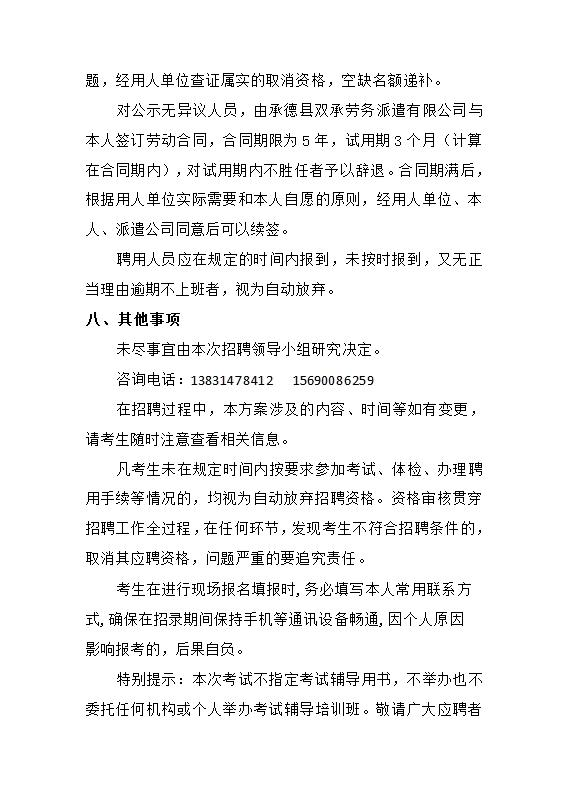 题，经用人单位查证属实的取消资格，空缺名额递补。
对公示无异议人员，由承德县双承劳务派遣有限公司与
本人签订劳动合同，合同期限为 5 年，试用期 3 个月（计算
在合同期内），对试用期内不胜任者予以辞退。合同期满后，
根据用人单位实际需要和本人自愿的原则，经用人单位、本
人、派遣公司同意后可以续签。
聘用人员应在规定的时间内报到，未按时报到，又无正
当理由逾期不上班者，视为自动放弃。
八、其他事项
未尽事宜由本次招聘领导小组研究决定。
咨询电话：13831478412 15690086259
在招聘过程中，本方案涉及的内容、时间等如有变更，
请考生随时注意查看相关信息。
凡考生未在规定时间内按要求参加考试、体检、办理聘
用手续等情况的，均视为自动放弃招聘资格。资格审核贯穿
招聘工作全过程，在任何环节，发现考生不符合招聘条件的，
取消其应聘资格，问题严重的要追究责任。
考生在进行现场报名填报时,务必填写本人常用联系方
式,确保在招录期间保持手机等通讯设备畅通,因个人原因
影响报考的，后果自负。
特别提示：本次考试不指定考试辅导用书，不举办也不
委托任何机构或个人举办考试辅导培训班。敬请广大应聘者